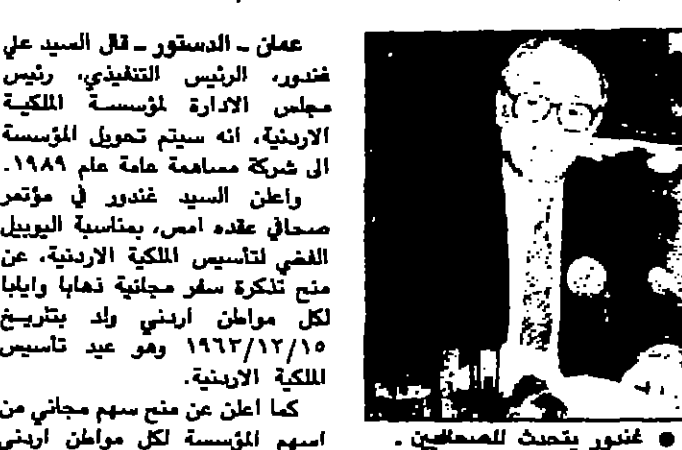 عمان ـ الدستور ـ قال السيد علي
غندور، الرئيس التنفيذي، رئيس
مجلس الادارة لمؤسسة الملكية
الاردنية، انه سيتم تحويل المؤسسة
الى شركة مساهمة عامة عام ١٩٨٩.
واعلن السيد غندور في مؤتمر
صحافي عقده امس، بمناسبة اليوبيل
الفضي لتأسيس الملكية الاردنية، عن
منح تذكرة سفر مجانية ذهابا وايابا
لكل مواطن اردني ولد بتاريخ
١٩٦٣/١٢/١٥ وهو عيد تأسيس
الملكية الاردنية.
كما اعلن عن منح سهم مجاني من
اسهم المؤسسة لكل مواطن اردني
● غندور يتحدث للصحافيين .